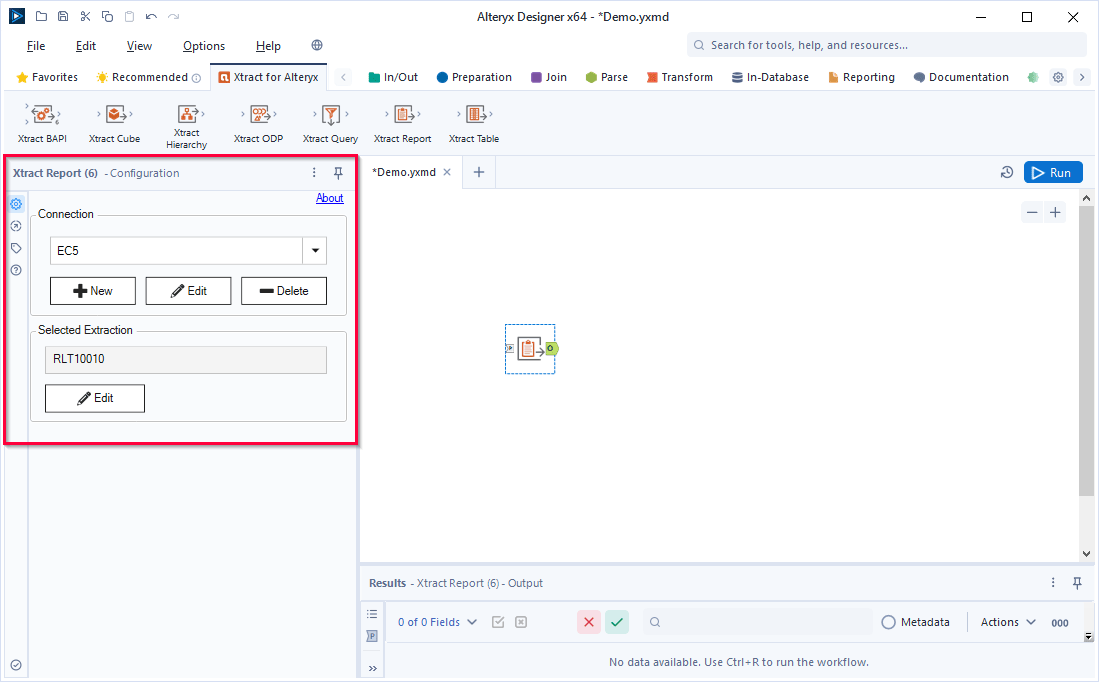 Alteryx Designer x64 - *Demo.yxmd
File Edit View Options Help
Search for tools, help, and resources...
Favorites Recommended Xtract for Alteryx In/Out Preparation Join Parse Transform In-Database Reporting Documentation
Xtract BAPI Xtract Cube Xtract Hierarchy Xtract ODP Xtract Query Xtract Report Xtract Table
Xtract Report (6) - Configuration
*Demo.yxmd
Run
About
Connection
EC5
New Edit Delete
Selected Extraction
RLT10010
Edit
P O
Results - Xtract Report (6) - Output
0 of 0 Fields
Metadata
Actions
000
P
No data available. Use Ctrl+R to run the workflow.